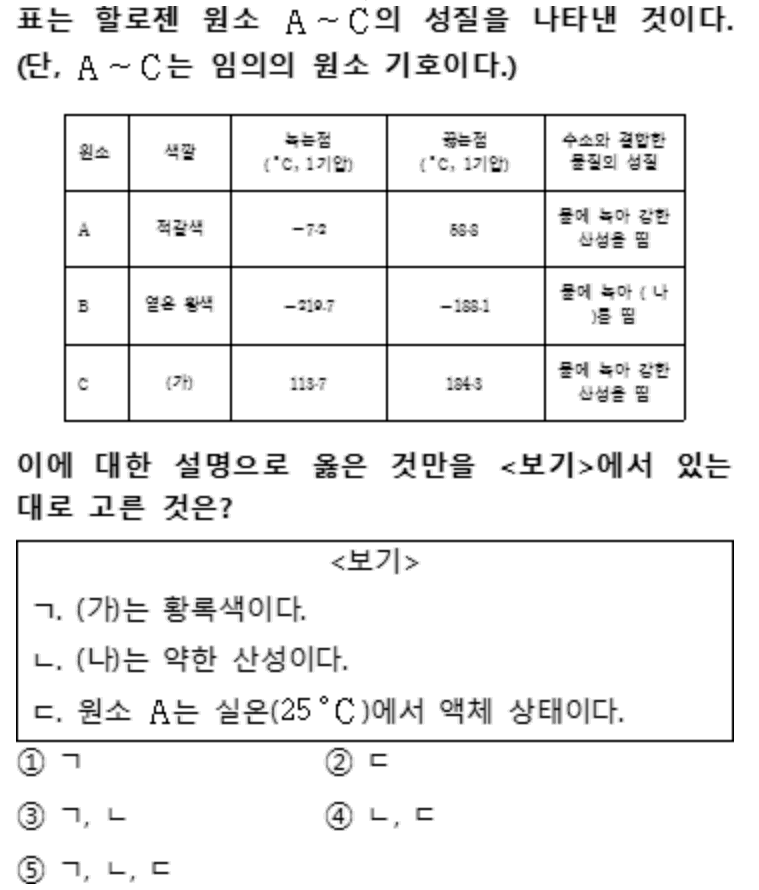 표는 할로젠 원소 A ~ C의 성질을 나타낸 것이다.
(단, A ~ C는 임의의 원소 기호이다.)
원소 색깔 녹는점 (°C, 1기압) 끓는점 (°C, 1기압) 수소와 결합한 물질의 성질
A 적갈색 -7.2 58.8 물에 녹아 강한 산성을 띰
B 옅은 황색 -219.7 -188.1 물에 녹아 ( 나 )를 띰
C (가) 113.7 184.3 물에 녹아 강한 산성을 띰
이에 대한 설명으로 옳은 것만을 <보기>에서 있는
대로 고른 것은?
<보기>
ㄱ. (가)는 황록색이다.
ㄴ. (나)는 약한 산성이다.
ㄷ. 원소 A는 실온(25°C)에서 액체 상태이다.
① ㄱ ② ㄷ
③ ㄱ, ㄴ ④ ㄴ, ㄷ
⑤ ㄱ, ㄴ, ㄷ